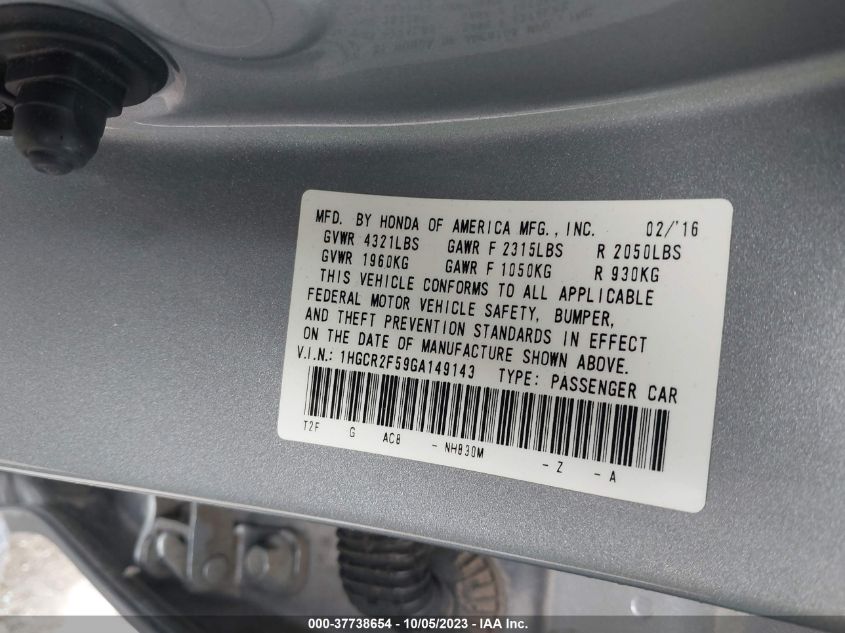 MFD. BY HONDA OF AMERICA MFG., INC. 02/'16
GVWR 4321LBS GAWR F 2315LBS R 2050LBS
GVWR 1960KG GAWR F 1050KG R 930KG
THIS VEHICLE CONFORMS TO ALL APPLICABLE
FEDERAL MOTOR VEHICLE SAFETY, BUMPER,
AND THEFT PREVENTION STANDARDS IN EFFECT
ON THE DATE OF MANUFACTURE SHOWN ABOVE.
V.I.N.: 1HGCR2F59GA149143 TYPE: PASSENGER CAR
T2F G AC8 - NH830M - Z - A
000-37738654 - 10/05/2023 - IAA Inc.